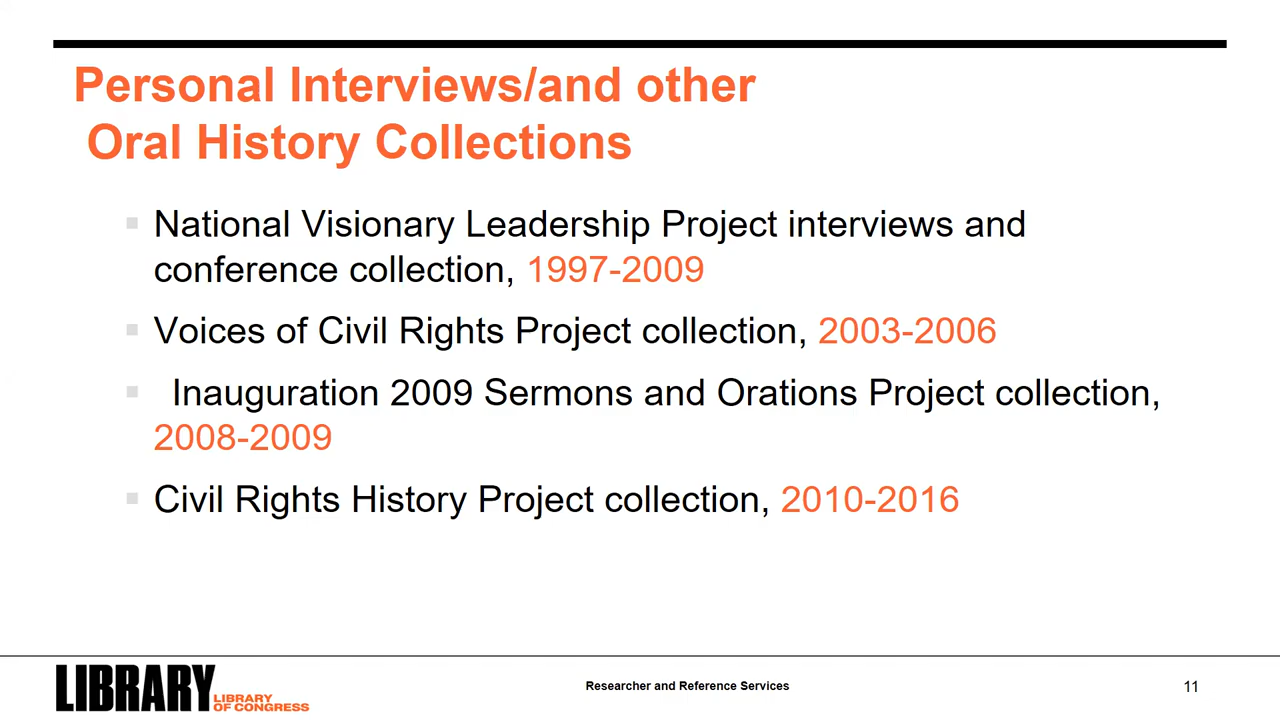 Personal Interviews/and other
Oral History Collections
National Visionary Leadership Project interviews and
conference collection, 1997-2009
Voices of Civil Rights Project collection, 2003-2006
Inauguration 2009 Sermons and Orations Project collection,
2008-2009
Civil Rights History Project collection, 2010-2016
LIBRARY
LIBRARY
OF CONGRESS
Researcher and Reference Services
11